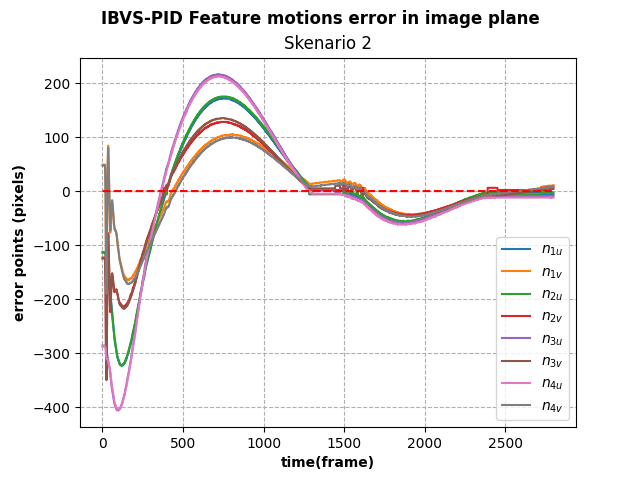 IBVS-PID Feature motions error in image plane
Skenario 2
error points (pixels)
200
100
0
−100
−200
−300
−400
0 500 1000 1500 2000 2500
time(frame)
n1u
n1v
n2u
n2v
n3u
n3v
n4u
n4v